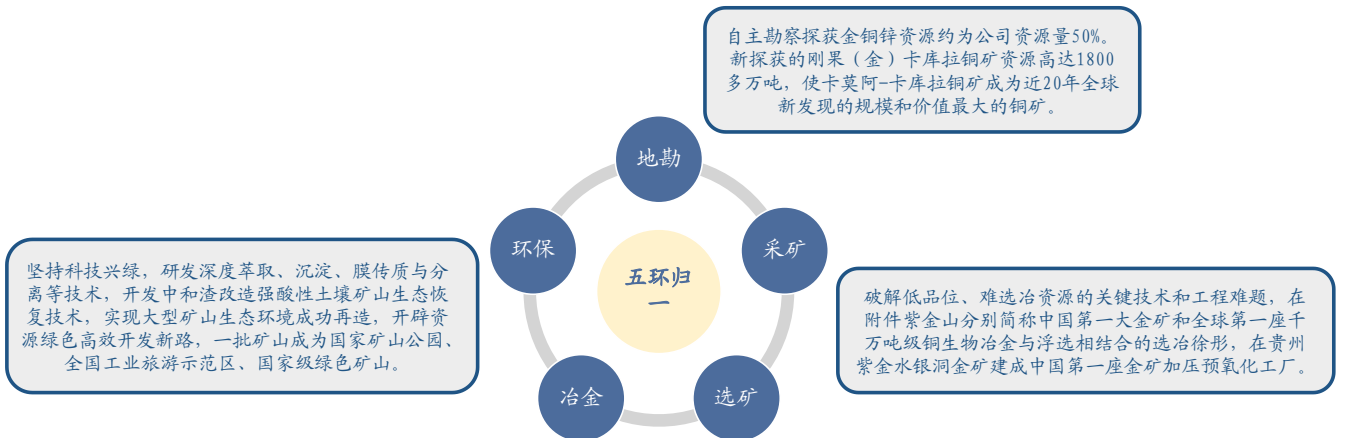 自主勘察探获金铜锌资源约为公司资源量50%。
新探获的刚果（金）卡库拉铜矿资源高达1800
多万吨，使卡莫阿-卡库拉铜矿成为近20年全球
新发现的规模和价值最大的铜矿。
地勘
环保
采矿
五环归
一
坚持科技兴绿，研发深度萃取、沉淀、膜传质与分
离等技术，开发中和渣改造强酸性土壤矿山生态恢
复技术，实现大型矿山生态环境成功再造，开辟资
源绿色高效开发新路，一批矿山成为国家矿山公园、
全国工业旅游示范区、国家级绿色矿山。
破解低品位、难选冶资源的关键技术和工程难题，在
附件紫金山分别简称中国第一大金矿和全球第一座千
万吨级铜生物冶金与浮选相结合的选冶徐彤，在贵州
紫金水银洞金矿建成中国第一座金矿加压预氧化工厂。
冶金
选矿